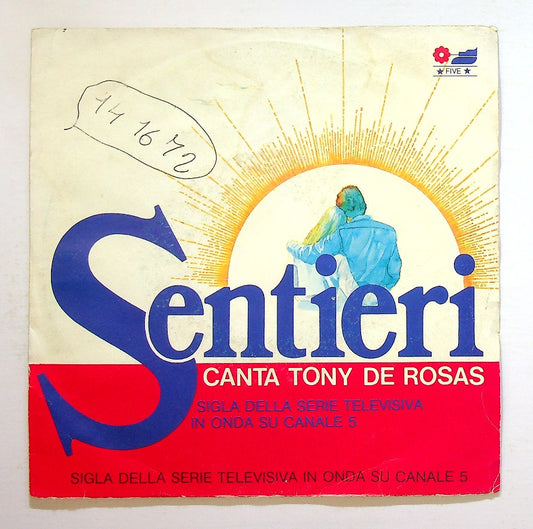 ★ FIVE ★
14 16 72
Sentieri
CANTA TONY DE ROSAS
SIGLA DELLA SERIE TELEVISIVA
IN ONDA SU CANALE 5
SIGLA DELLA SERIE TELEVISIVA IN ONDA SU CANALE 5